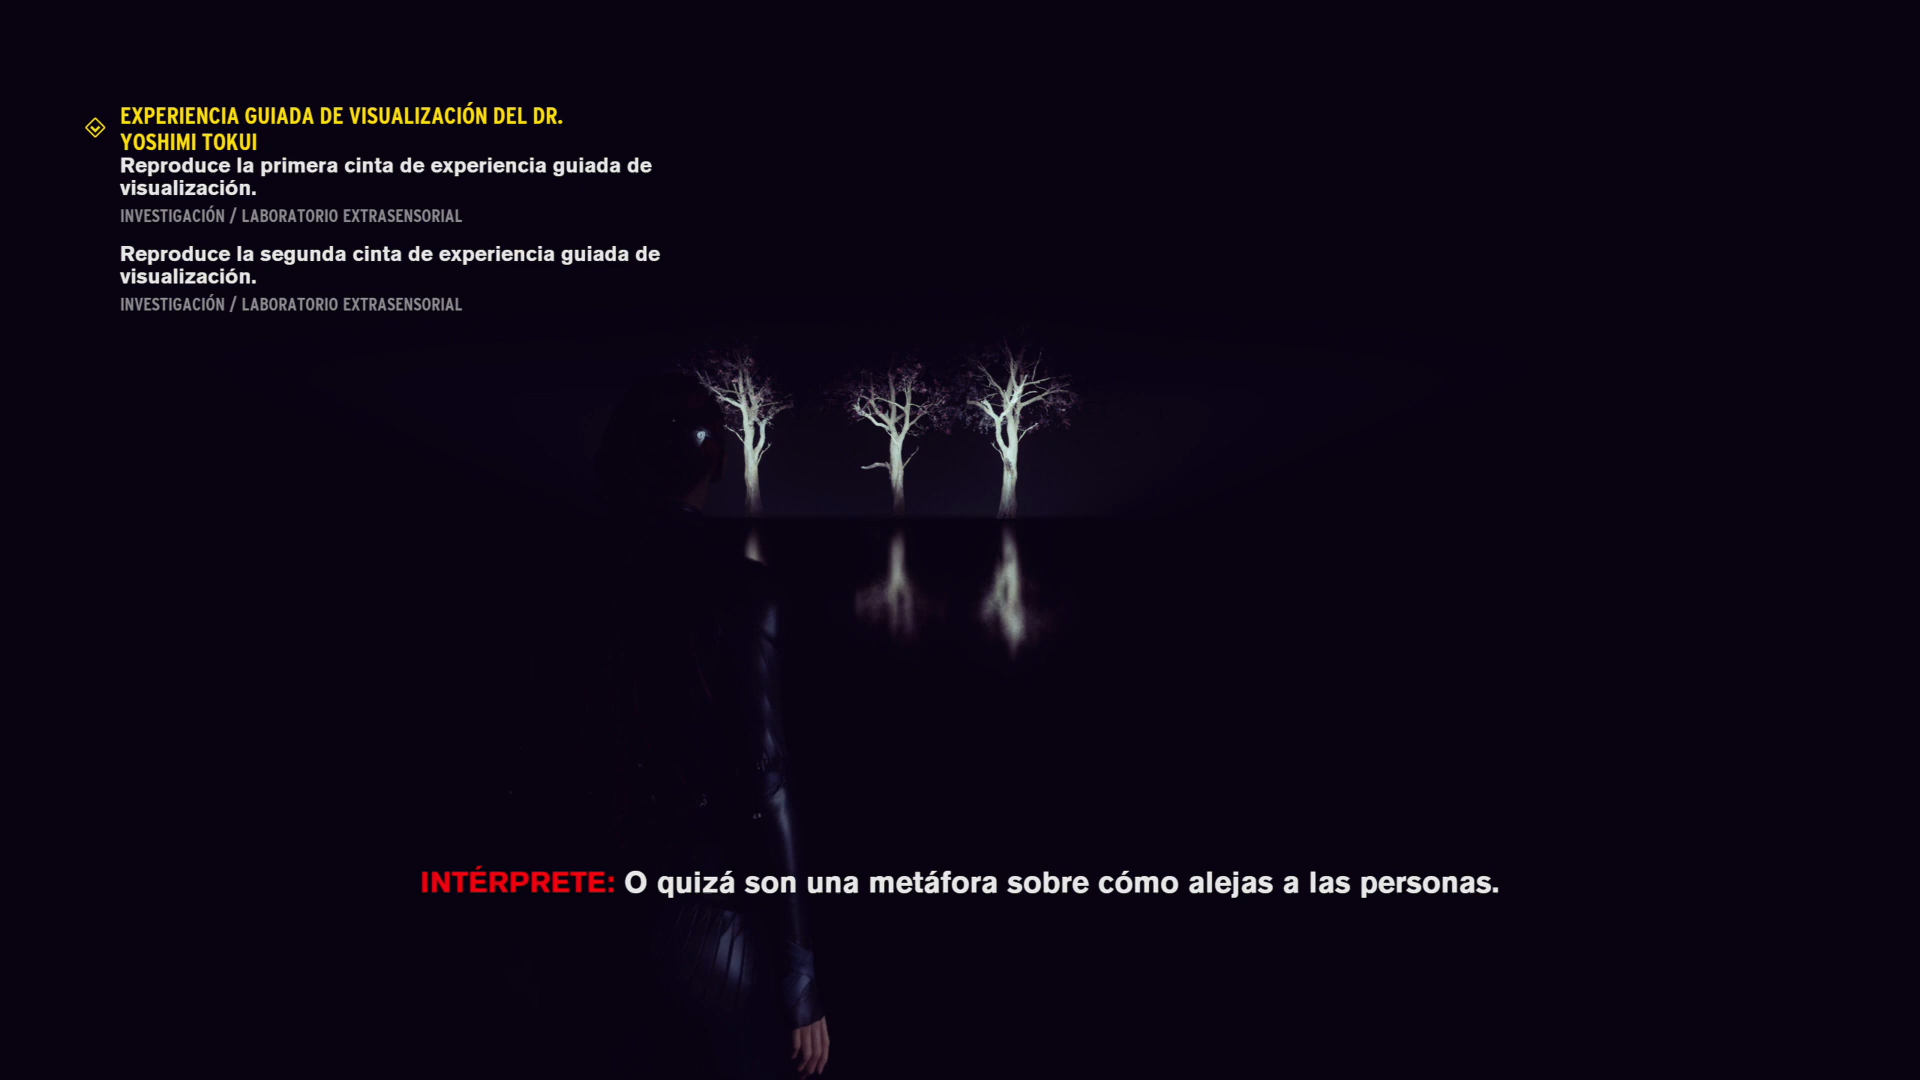 EXPERIENCIA GUIADA DE VISUALIZACIÓN DEL DR.
YOSHIMI TOKUI
Reproduce la primera cinta de experiencia guiada de
visualización.
INVESTIGACIÓN / LABORATORIO EXTRASENSORIAL
Reproduce la segunda cinta de experiencia guiada de
visualización.
INVESTIGACIÓN / LABORATORIO EXTRASENSORIAL
INTÉRPRETE: O quizá son una metáfora sobre cómo alejas a las personas.